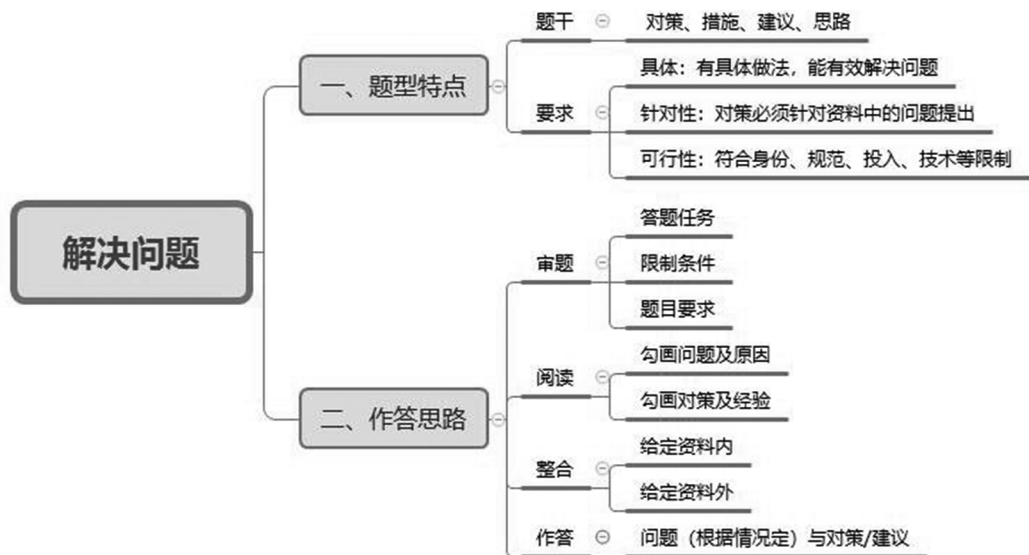 解决问题
一、题型特点
题干
对策、措施、建议、思路
要求
具体：有具体做法，能有效解决问题
针对性：对策必须针对资料中的问题提出
可行性：符合身份、规范、投入、技术等限制
二、作答思路
审题
答题任务
限制条件
题目要求
阅读
勾画问题及原因
勾画对策及经验
整合
给定资料内
给定资料外
作答
问题（根据情况定）与对策/建议